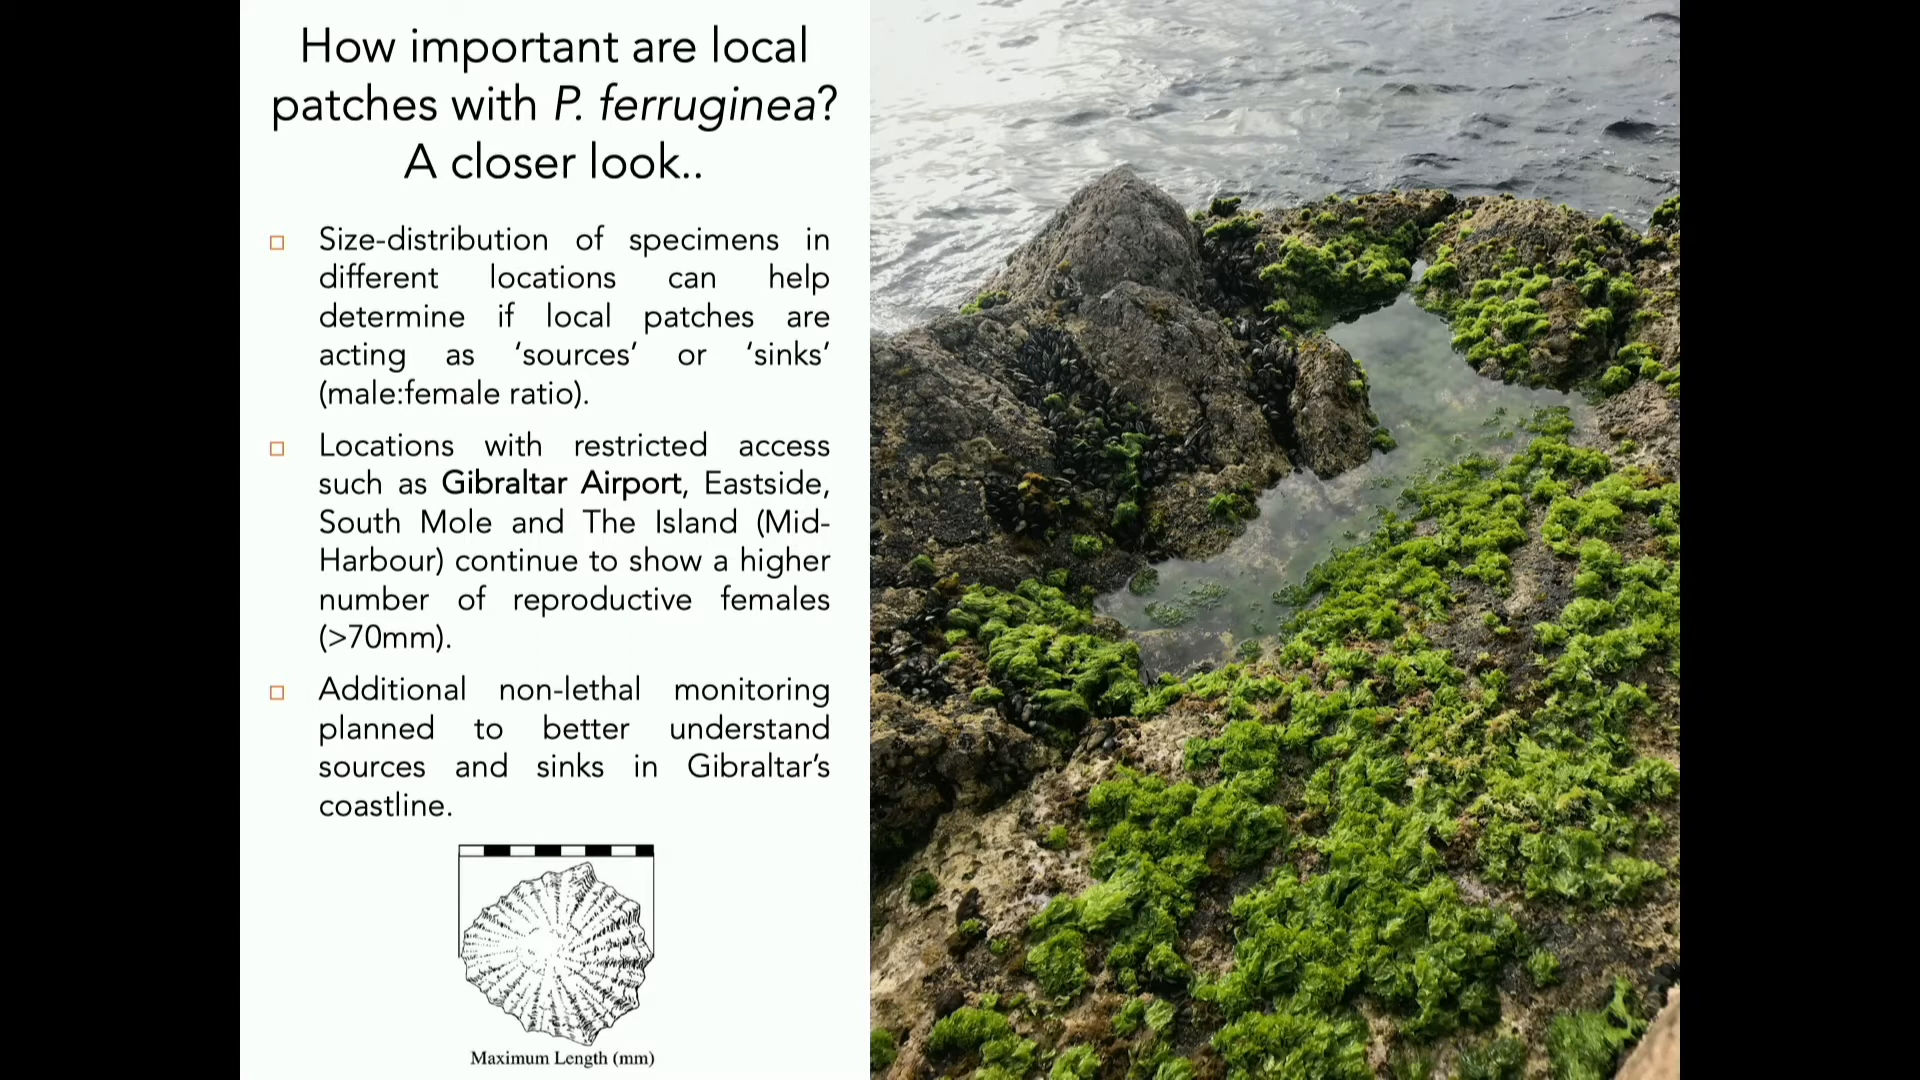 How important are local
patches with P. ferruginea?
A closer look..
Size-distribution of specimens in
different locations can help
determine if local patches are
acting as ‘sources’ or ‘sinks’
(male:female ratio).
Locations with restricted access
such as Gibraltar Airport, Eastside,
South Mole and The Island (Mid-
Harbour) continue to show a higher
number of reproductive females
(>70mm).
Additional non-lethal monitoring
planned to better understand
sources and sinks in Gibraltar’s
coastline.
Maximum Length (mm)